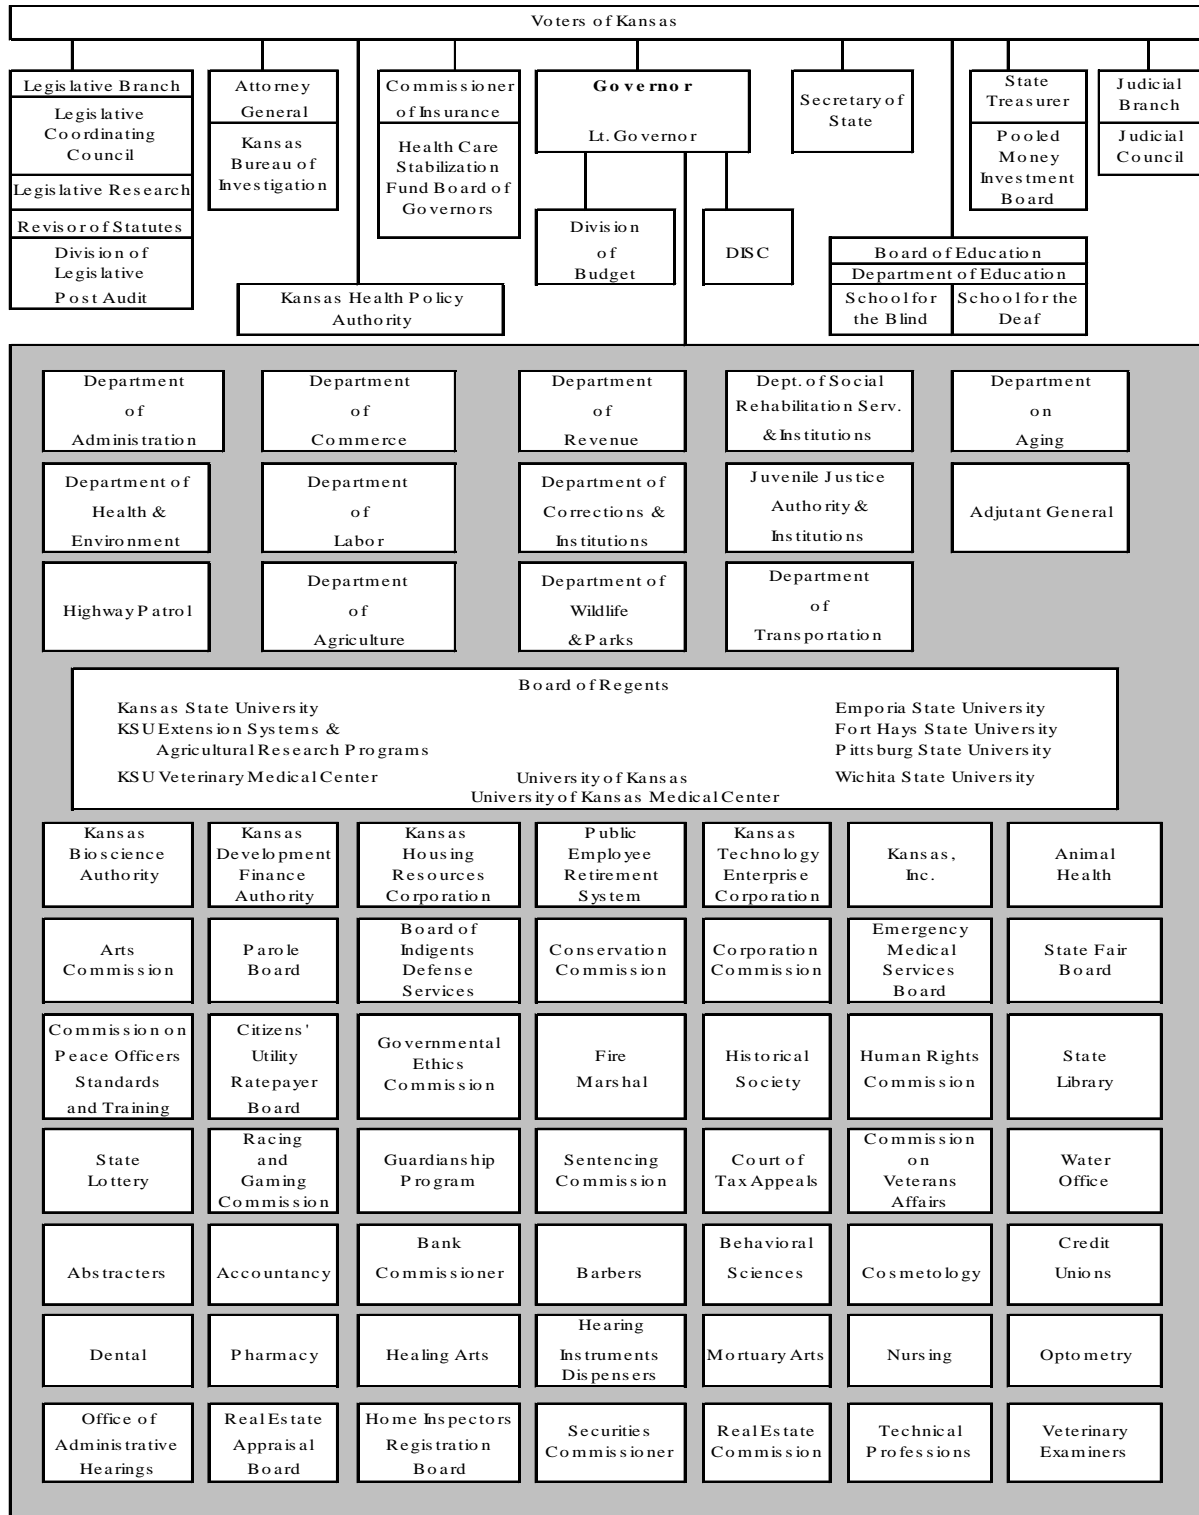 Voters of Kansas
Legislative Branch
Legislative
Coordinating
Council
Legislative Research
Revisor of Statutes
Division of
Legislative
Post Audit
Attorney
General
Kansas
Bureau of
Investigation
Commissioner
of Insurance
Health Care
Stabilization
Fund Board of
Governors
Governor
Lt. Governor
Secretary of
State
State
Treasurer
Pooled
Money
Investment
Board
Judicial
Branch
Judicial
Council
Division
of
Budget
DISC
Board of Education
Department of Education
School for
the Blind
School for the
Deaf
Kansas Health Policy
Authority
Department
of
Administration
Department
of
Commerce
Department
of
Revenue
Dept. of Social
Rehabilitation Serv.
& Institutions
Department
on
Aging
Department of
Health &
Environment
Department
of
Labor
Department of
Corrections &
Institutions
Juvenile Justice
Authority &
Institutions
Adjutant General
Highway Patrol
Department
of
Agriculture
Department of
Wildlife
& Parks
Department
of
Transportation
Board of Regents
Kansas State University
KSU Extension Systems &
Agricultural Research Programs
KSU Veterinary Medical Center
University of Kansas
University of Kansas Medical Center
Emporia State University
Fort Hays State University
Pittsburg State University
Wichita State University
Kansas
Bioscience
Authority
Kansas
Development
Finance
Authority
Kansas
Housing
Resources
Corporation
Public
Employee
Retirement
System
Kansas
Technology
Enterprise
Corporation
Kansas,
Inc.
Animal
Health
Arts
Commission
Parole
Board
Board of
Indigents
Defense
Services
Conservation
Commission
Corporation
Commission
Emergency
Medical
Services
Board
State Fair
Board
Commission on
Peace Officers
Standards
and Training
Citizens'
Utility
Ratepayer
Board
Governmental
Ethics
Commission
Fire
Marshal
Historical
Society
Human Rights
Commission
State
Library
State
Lottery
Racing
and
Gaming
Commission
Guardianship
Program
Sentencing
Commission
Court of
Tax Appeals
Commission
on
Veterans
Affairs
Water
Office
Abstracters
Accountancy
Bank
Commissioner
Barbers
Behavioral
Sciences
Cosmetology
Credit
Unions
Dental
Pharmacy
Healing Arts
Hearing
Instruments
Dispensers
Mortuary Arts
Nursing
Optometry
Office of
Administrative
Hearings
Real Estate
Appraisal
Board
Home Inspectors
Registration
Board
Securities
Commissioner
Real Estate
Commission
Technical
Professions
Veterinary
Examiners